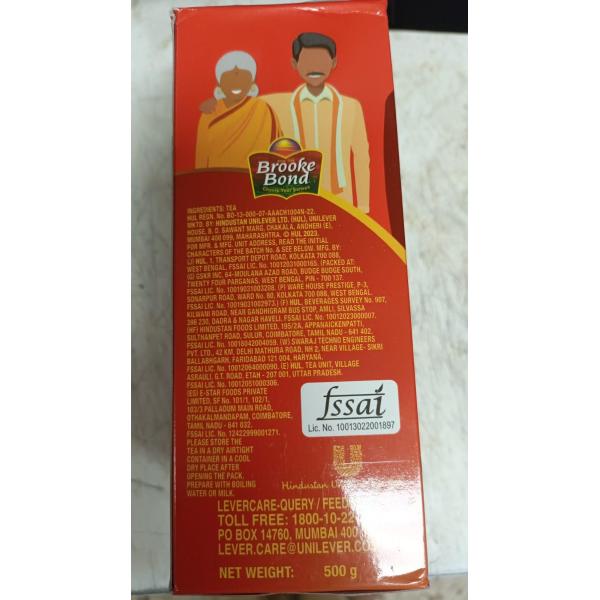 Brooke
Bond
INGREDIENTS: TEA
HUL REGN. No. BO-13-000-07-AAACH1004N-22.
MKTD. BY: HINDUSTAN UNILEVER LTD. (HUL), UNILEVER
HOUSE, B. D. SAWANT MARG, CHAKALA, ANDHERI (E),
MUMBAI 400 099, MAHARASHTRA. © HUL 2023.
FOR MFR. & MFG. UNIT ADDRESS, READ THE INITIAL
CHARACTERS OF THE BATCH No. & SEE BELOW. MFG. BY:
(J) HUL, 1, TRANSPORT DEPOT ROAD, KOLKATA 700 088,
WEST BENGAL. FSSAI LIC. No. 10012031000165. (PACKED AT:
(G) GSKR INC. 64-MOULANA AZAD ROAD, BUDGE BUDGE SOUTH,
TWENTY FOUR PARGANAS, WEST BENGAL, PIN - 700 137.
FSSAI LIC. No. 10019031003288. (P) WARE HOUSE PRESTIGE, P-3,
SONARPUR ROAD, WARD No. 80, KOLKATA 700 088, WEST BENGAL.
FSSAI LIC. No. 10019031002973.) (F) HUL, BEVERAGES SURVEY No. 907,
KILWANI ROAD, NEAR GANDHIGRAM BUS STOP, AMLI, SILVASSA
396 230, DADRA & NAGAR HAVELI. FSSAI LIC. No. 10012023000007.
(HF) HINDUSTAN FOODS LIMITED, 195/2A, APPANAICKENPATTI,
SULTHANPET ROAD, SULUR, COIMBATORE, TAMIL NADU - 641 402,
FSSAI LIC. No. 10018042004059. (W) SWARAJ TECHNO ENGINEERS
PVT. LTD., 42 KM, DELHI MATHURA ROAD, NH 2, NEAR VILLAGE- SIKRI
BALLABHGARH, FARIDABAD 121 004, HARYANA.
FSSAI LIC. No. 10012064000090. (E) HUL, TEA UNIT, VILLAGE
ASRAULI, G.T. ROAD, ETAH - 207 001, UTTAR PRADESH.
FSSAI LIC. No. 10012051000306.
(ES) E-STAR FOODS PRIVATE
LIMITED, SF No. 101/1, 102/1,
103/3 PALLADUM MAIN ROAD,
OTHAKALMANDAPAM, COIMBATORE,
TAMIL NADU - 641 032.
FSSAI LIC. No. 12422999001271.
PLEASE STORE THE
TEA IN A DRY AIRTIGHT
CONTAINER IN A COOL
DRY PLACE AFTER
OPENING THE PACK.
PREPARE WITH BOILING
WATER OR MILK.
fssai
Lic. No. 10013022001897
Hindustan
LEVERCARE-QUERY / FEED
TOLL FREE: 1800-10-22
PO BOX 14760, MUMBAI 400
LEVER.CARE@UNILEVER.CO
NET WEIGHT: 500 g